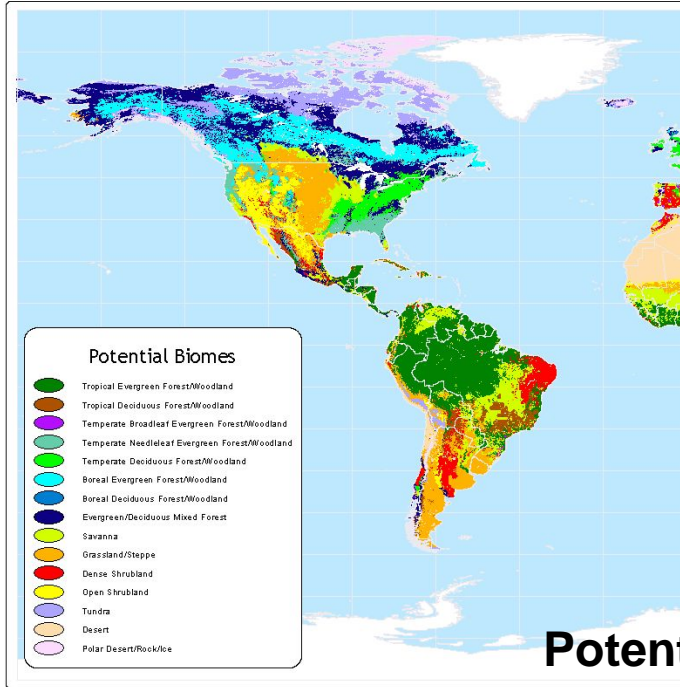 Potential Biomes
Tropical Evergreen Forest/Woodland
Tropical Deciduous Forest/Woodland
Temperate Broadleaf Evergreen Forest/Woodland
Temperate Needleleaf Evergreen Forest/Woodland
Temperate Deciduous Forest/Woodland
Boreal Evergreen Forest/Woodland
Boreal Deciduous Forest/Woodland
Evergreen/Deciduous Mixed Forest
Savanna
Grassland/Steppe
Dense Shrubland
Open Shrubland
Tundra
Desert
Polar Desert/Rock/Ice
Potent